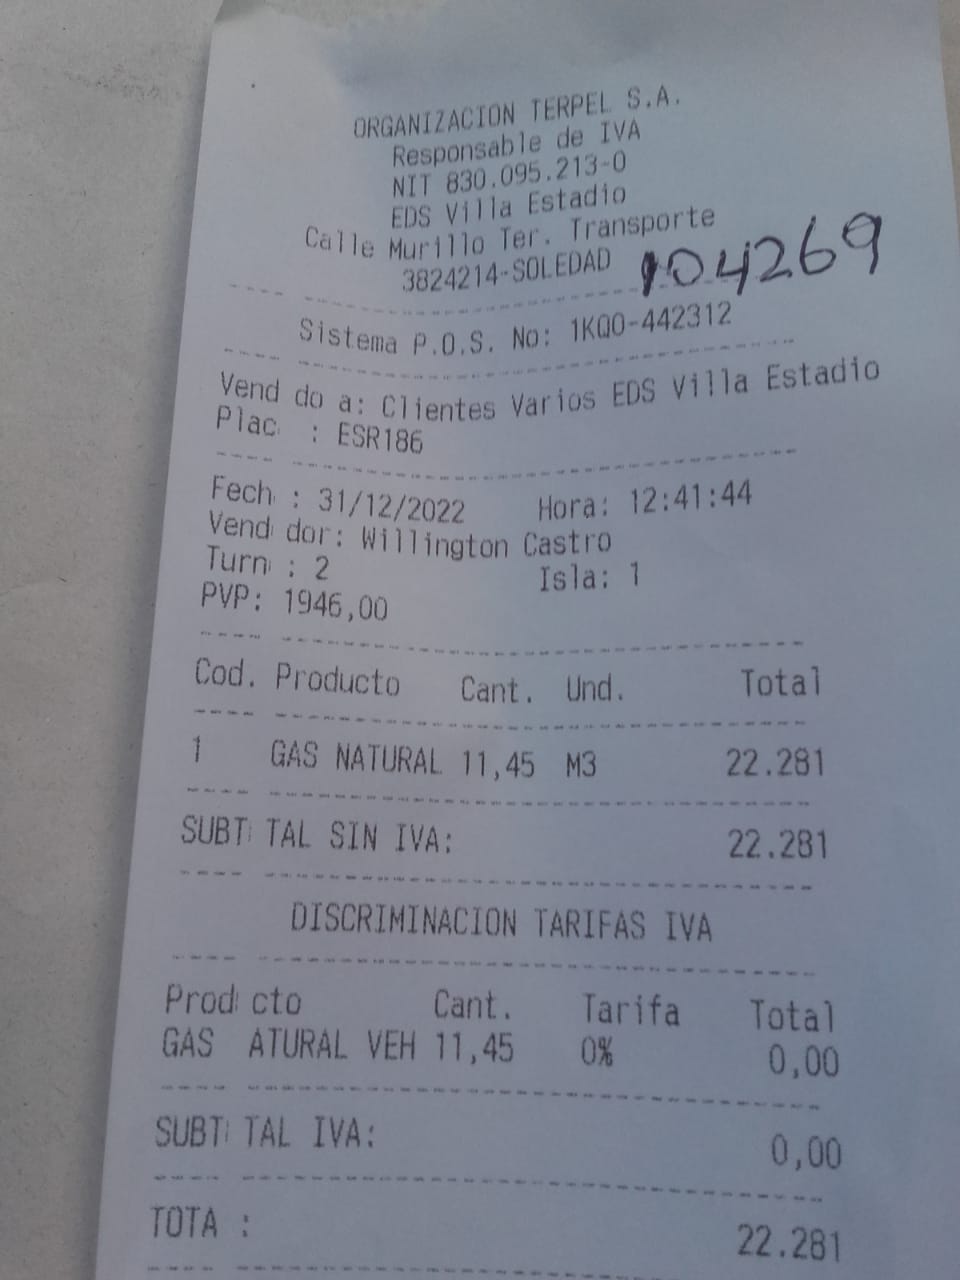 ORGANIZACION TERPEL S.A.
Responsable de IVA
NIT 830.095.213-0
EDS Villa Estadio
Calle Murillo Ter. Transporte
3824214-SOLEDAD 104269
Sistema P.O.S. No: 1KQ0-442312
Vend do a: Clientes Varios EDS Villa Estadio
Plac : ESR186
Fech : 31/12/2022 Hora: 12:41:44
Vend dor: Willington Castro
Turn : 2 Isla: 1
PVP: 1946,00
Cod. Producto Cant. Und. Total
1 GAS NATURAL 11,45 M3 22.281
SUBT TAL SIN IVA: 22.281
DISCRIMINACION TARIFAS IVA
Prod cto Cant. Tarifa Total
GAS ATURAL VEH 11,45 0% 0,00
SUBT TAL IVA: 0,00
TOTA : 22.281